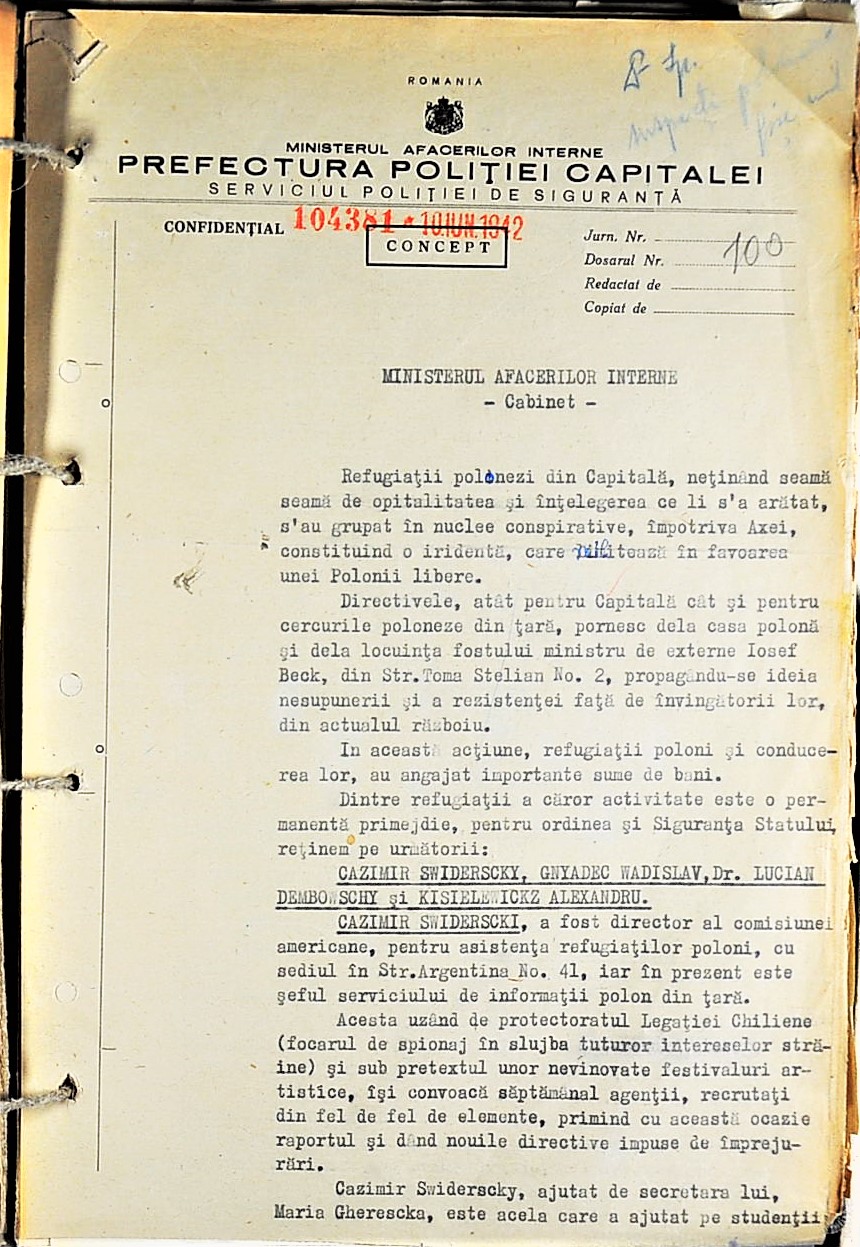 ROMANIA
MINISTERUL AFACERILOR INTERNE
PREFECTURA POLIŢIEI CAPITALEI
SERVICIUL POLIŢIEI DE SIGURANŢĂ
CONFIDENŢIAL 104381 * 10.IUN.1942
CONCEPT
Jurn. Nr.
Dosarul Nr. 100
Redactat de
Copiat de
MINISTERUL AFACERILOR INTERNE
- Cabinet -
Refugiaţii polonezi din Capitală, neţinând seamă
seamă de opitalitatea şi înţelegerea ce li s'a arătat,
s'au grupat în nuclee conspirative, împotriva Axei,
constituind o iridentă, care militează în favoarea
unei Polonii libere.
Directivele, atât pentru Capitală cât şi pentru
cercurile poloneze din ţară, pornesc dela casa polonă
şi dela locuinţa fostului ministru de externe Iosef
Beck, din Str.Toma Stelian No. 2, propagându-se ideia
nesupunerii şi a rezistenţei faţă de învingătorii lor,
din actualul războiu.
In această acţiune, refugiaţii poloni şi conduce-
rea lor, au angajat importante sume de bani.
Dintre refugiaţii a căror activitate este o per-
manentă primejdie, pentru ordinea şi Siguranţa Statului,
reţinem pe următorii:
CAZIMIR SWIDERSCKY, GNYADEC WADISLAV,Dr. LUCIAN
DEMBOWSCHY şi KISIELEWICKZ ALEXANDRU.
CAZIMIR SWIDERSCKI, a fost director al comisiunei
americane, pentru asistenţa refugiaţilor poloni, cu
sediul în Str.Argentina No. 41, iar în prezent este
şeful serviciului de informaţii polon din ţară.
Acesta uzând de protectoratul Legaţiei Chiliene
(focarul de spionaj în slujba tuturor intereselor stră-
ine) şi sub pretextul unor nevinovate festivaluri ar-
tistice, îşi convoacă săptămânal agenţii, recrutaţi
din fel de fel de elemente, primind cu această ocazie
raportul şi dând nouile directive impuse de împreju-
rări.
Cazimir Swiderscky, ajutat de secretara lui,
Maria Gherescka, este acela care a ajutat pe studenţii